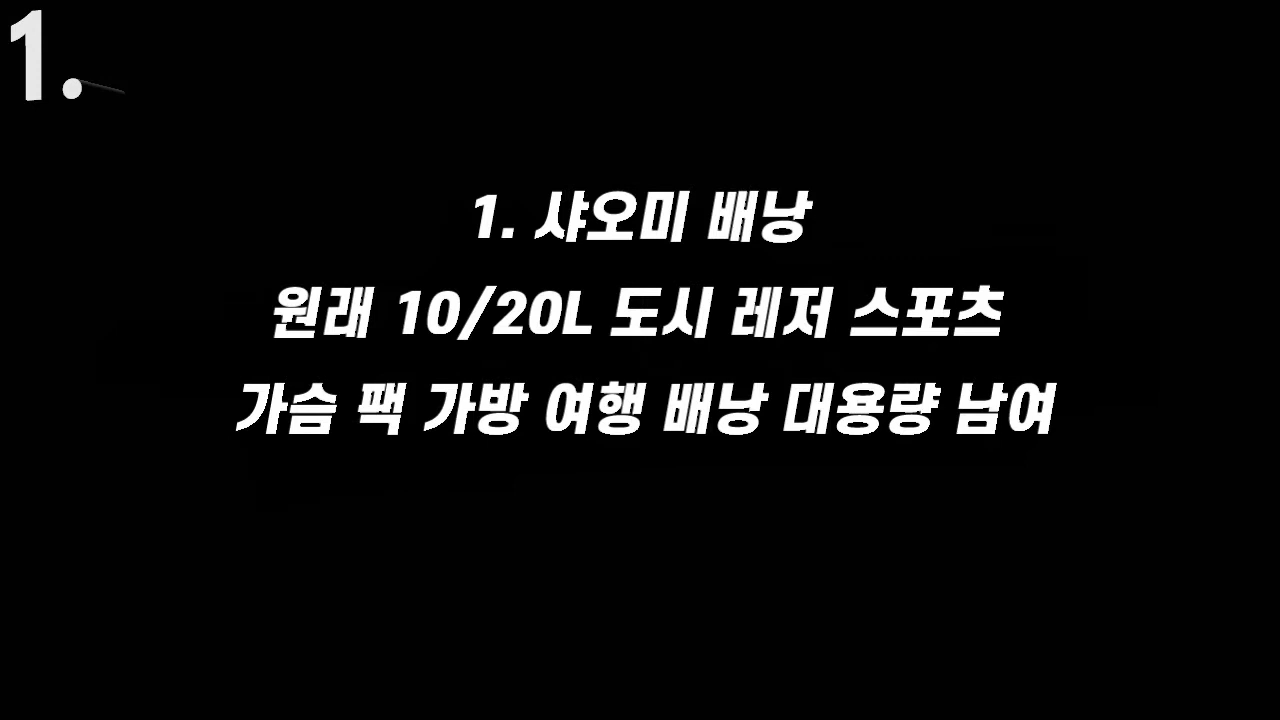 1.
1. 샤오미 배낭
원래 10/20L 도시 레저 스포츠
가슴 팩 가방 여행 배낭 대용량 남여